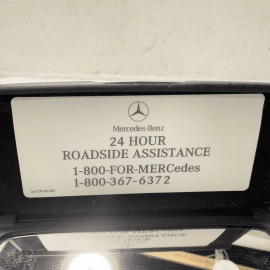 Mercedes-Benz
24 HOUR
ROADSIDE ASSISTANCE
1-800-FOR-MERCedes
1-800-367-6372